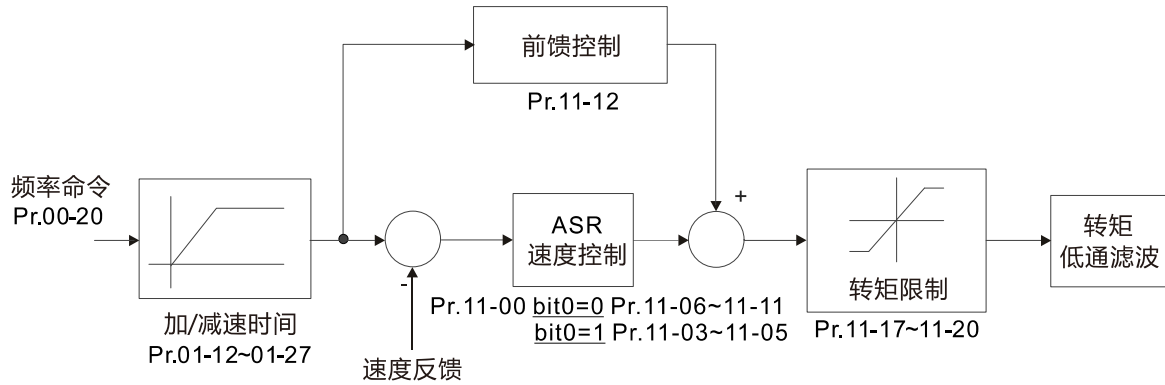 前馈控制
Pr.11-12
频率命令
Pr.00-20
加/减速时间
Pr.01-12~01-27
-
速度反馈
ASR
速度控制
Pr.11-00 bit0=0 Pr.11-06~11-11
bit0=1 Pr.11-03~11-05
+
转矩限制
Pr.11-17~11-20
转矩
低通滤波